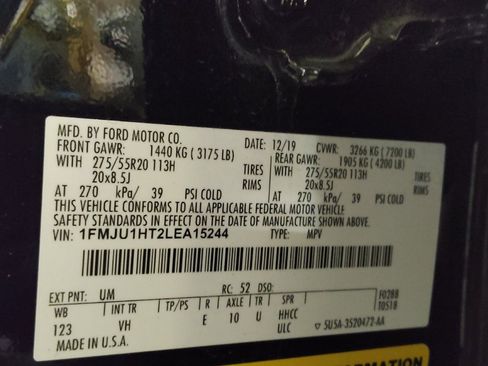 MFD. BY FORD MOTOR CO.
DATE: 12/19 GVWR: 3266 KG (7200 LB)
FRONT GAWR: 1440 KG (3175 LB) REAR GAWR: 1905 KG (4200 LB)
WITH 275/55R20 113H TIRES WITH 275/55R20 113H
20x8.5J RIMS 20x8.5J
AT 270 kPa/ 39 PSI COLD AT 270 kPa/ 39 PSI COLD
THIS VEHICLE CONFORMS TO ALL APPLICABLE FEDERAL MOTOR VEHICLE
SAFETY STANDARDS IN EFFECT ON THE DATE OF MANUFACTURE SHOWN ABOVE.
VIN: 1FMJU1HT2LEA15244 TYPE: MPV
EXT PNT: UM RC: 52 DSO: F0288
WB INT TR TP/PS R AXLE TR SPR T0518
123 VH E 10 U HHCC
ULC
MADE IN U.S.A. 5U5A-3520472-AA